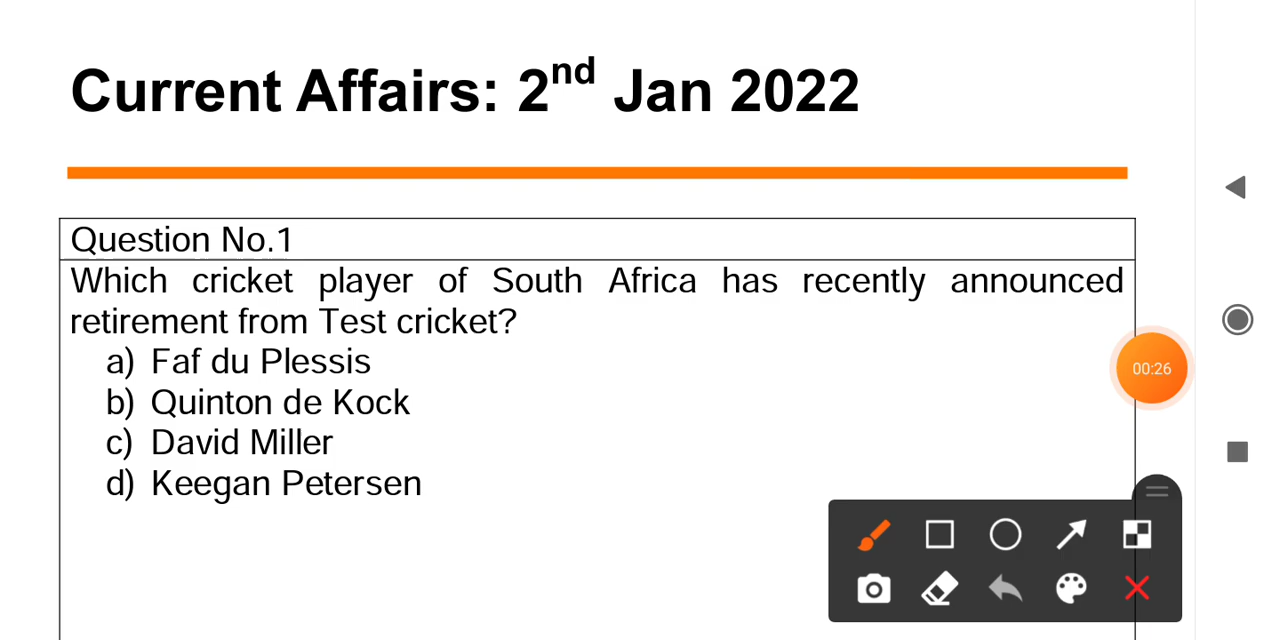 Current Affairs: 2nd Jan 2022
Question No.1
Which cricket player of South Africa has recently announced
retirement from Test cricket?
a) Faf du Plessis
b) Quinton de Kock
00:26
c) David Miller
d) Keegan Petersen